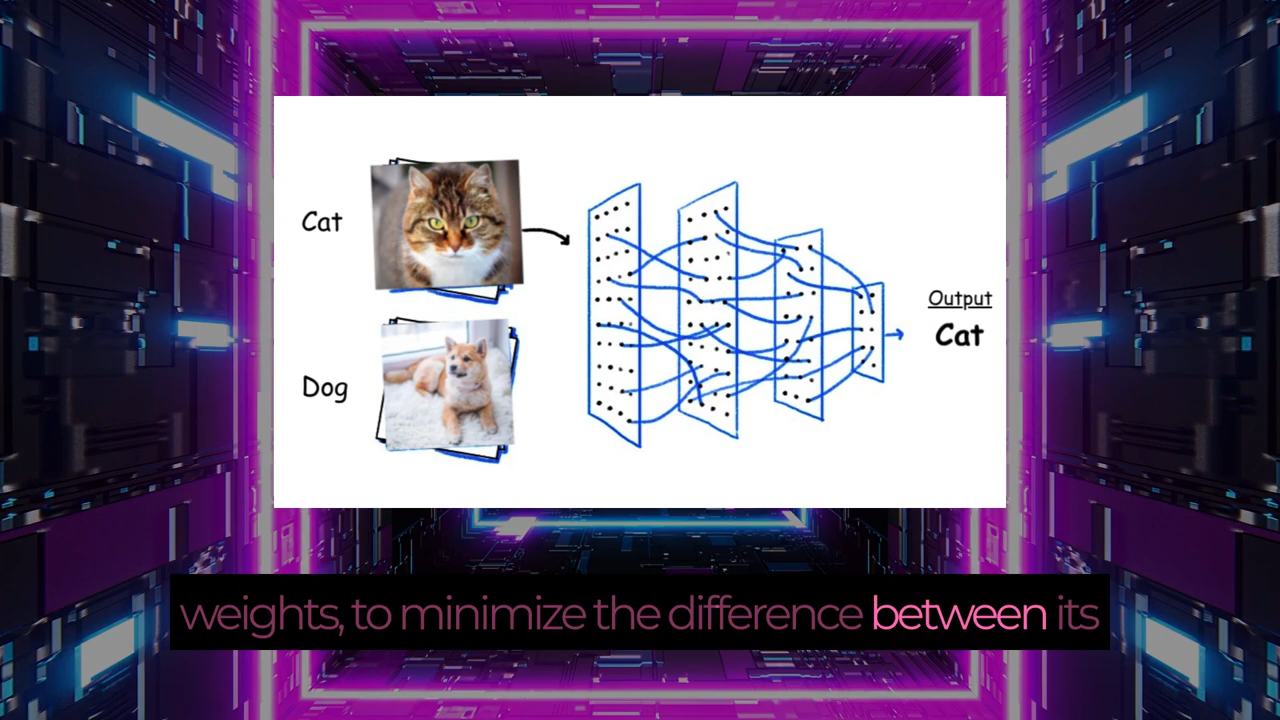 Cat
Dog
Output
Cat
weights, to minimize the difference between its